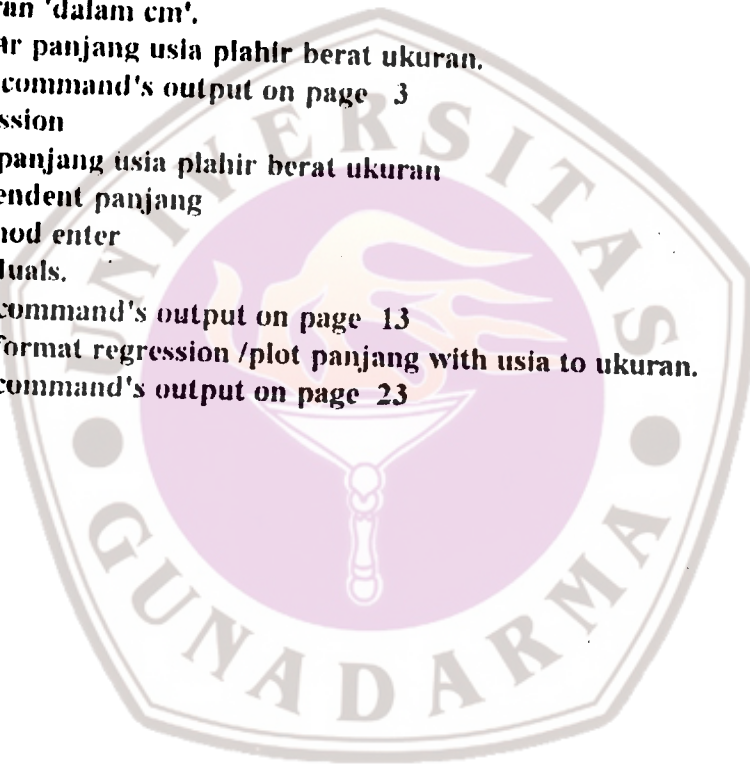 ran 'dalam cm'.
ar panjang usia plahir berat ukuran.
command's output on page 3
ssion
panjang usia plahir berat ukuran
endent panjang
hod enter
duals.
command's output on page 13
format regression /plot panjang with usia to ukuran.
command's output on page 23
UNIVERSITAS
GUNADARMA